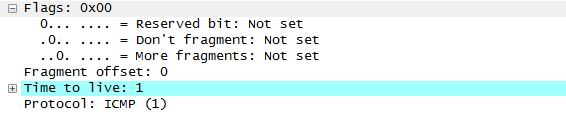 Flags: 0x00
0... .... = Reserved bit: Not set
.0.. .... = Don't fragment: Not set
..0. .... = More fragments: Not set
Fragment offset: 0
Time to live: 1
Protocol: ICMP (1)